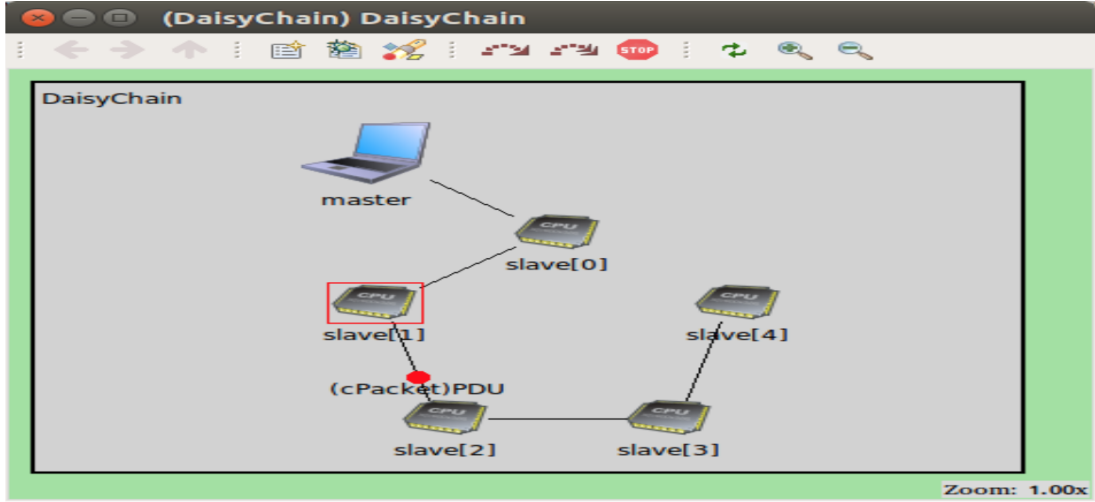 (DaisyChain) DaisyChain
STOP
DaisyChain
master
CPU
slave[0]
CPU
CPU
slave[1]
slave[4]
(cPacket)PDU
CPU
CPU
slave[2]
slave[3]
Zoom: 1.00x